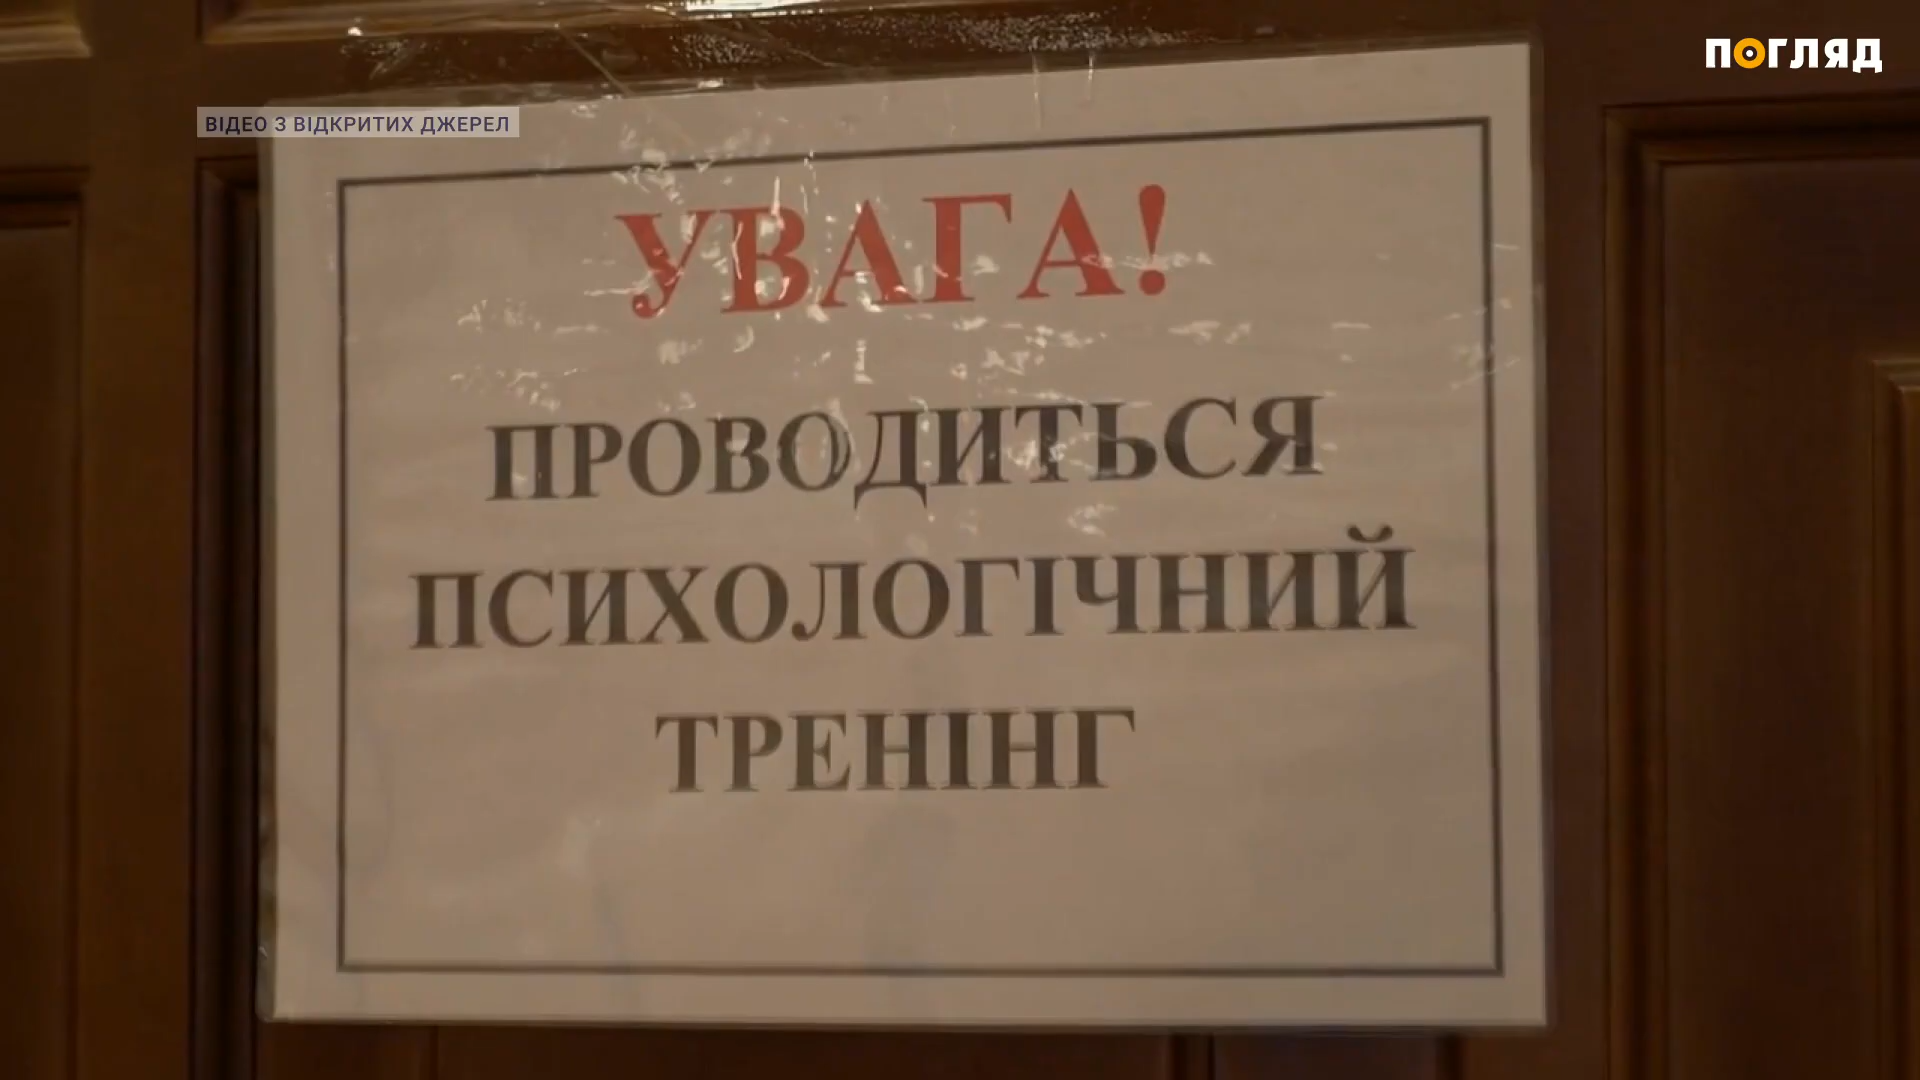 ПОГЛЯД
ВІДЕО З ВІДКРИТИХ ДЖЕРЕЛ
УВАГА!
ПРОВОДИТЬСЯ
ПСИХОЛОГІЧНИЙ
ТРЕНІНГ